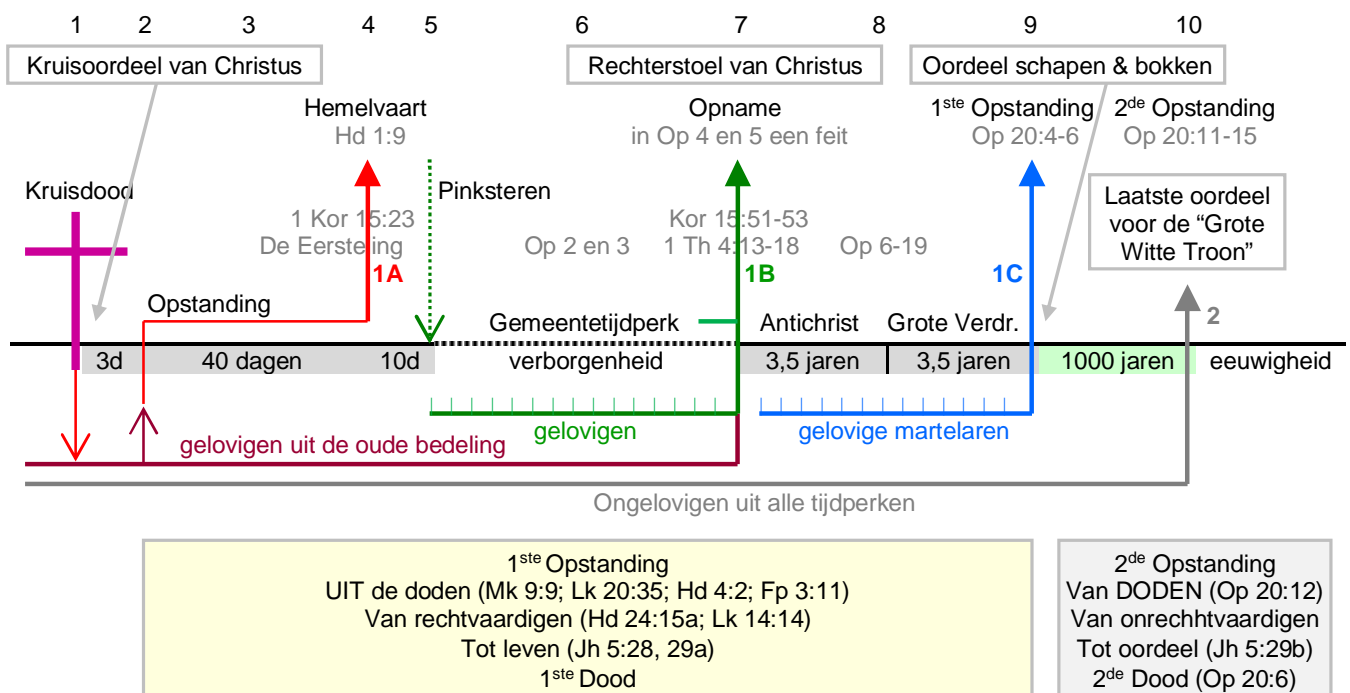 1 2 3 4 5 6 7 8 9 10
Kruisoordeel van Christus
Rechterstoel van Christus
Oordeel schapen & bokken
Hemelvaart
Hd 1:9
Opname
in Op 4 en 5 een feit
1ste Opstanding
Op 20:4-6
2de Opstanding
Op 20:11-15
Kruisdood
Pinksteren
Laatste oordeel
voor de “Grote
Witte Troon”
1 Kor 15:23
De Eersteling
Op 2 en 3
Kor 15:51-53
1 Th 4:13-18
Op 6-19
1A
1B
1C
2
Opstanding
Gemeentetijdperk
Antichrist
Grote Verdr.
3d
40 dagen
10d
verborgenheid
3,5 jaren
3,5 jaren
1000 jaren
eeuwigheid
gelovigen uit de oude bedeling
gelovigen
gelovige martelaren
Ongelovigen uit alle tijdperken
1ste Opstanding
UIT de doden (Mk 9:9; Lk 20:35; Hd 4:2; Fp 3:11)
Van rechtvaardigen (Hd 24:15a; Lk 14:14)
Tot leven (Jh 5:28, 29a)
1ste Dood
2de Opstanding
Van DODEN (Op 20:12)
Van onrechhtvaardigen
Tot oordeel (Jh 5:29b)
2de Dood (Op 20:6)